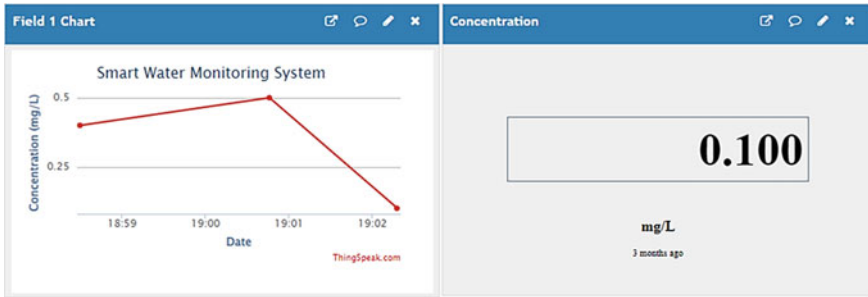 Field 1 Chart
Smart Water Monitoring System
Concentration (mg/L)
0.5
0.25
18:59 19:00 19:01 19:02
Date
ThingSpeak.com
Concentration
0.100
mg/L
3 months ago